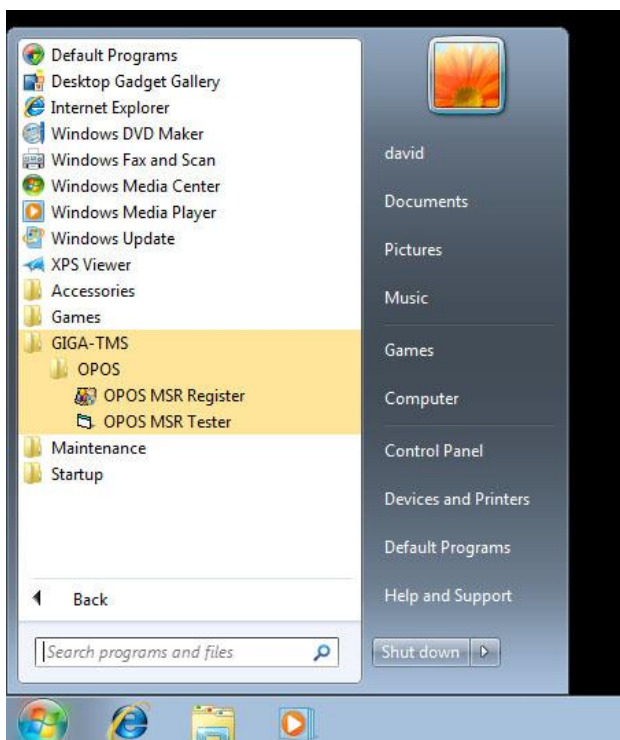 Default Programs
Desktop Gadget Gallery
Internet Explorer
Windows DVD Maker
Windows Fax and Scan
Windows Media Center
Windows Media Player
Windows Update
XPS Viewer
Accessories
Games
GIGA-TMS
OPOS
OPOS MSR Register
OPOS MSR Tester
Maintenance
Startup
Back
Search programs and files
david
Documents
Pictures
Music
Games
Computer
Control Panel
Devices and Printers
Default Programs
Help and Support
Shut down